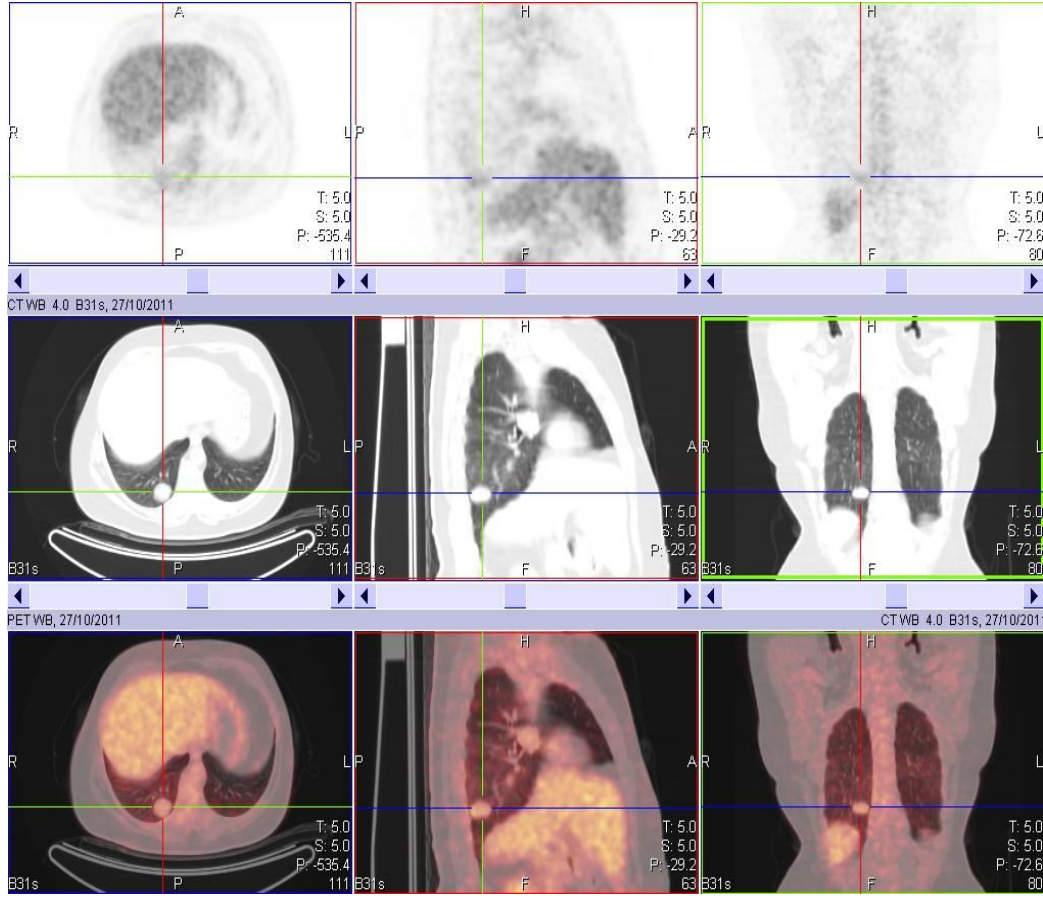 A
R
L
T: 5.0
S: 5.0
P: -535.4
P
111
H
P
A
T: 5.0
S: 5.0
P: -29.2
F
63
H
R
L
T: 5.0
S: 5.0
P: -72.6
F
80
CT WB 4.0 B31s, 27/10/2011
A
R
L
T: 5.0
S: 5.0
P: -535.4
B31s
P
111
H
P
A
T: 5.0
S: 5.0
P: -29.2
B31s
F
63
H
R
L
T: 5.0
S: 5.0
P: -72.6
B31s
F
80
PET WB, 27/10/2011
CT WB 4.0 B31s, 27/10/2011
A
R
L
T: 5.0
S: 5.0
P: -535.4
B31s
P
111
H
P
A
T: 5.0
S: 5.0
P: -29.2
B31s
F
63
H
R
L
T: 5.0
S: 5.0
P: -72.6
B31s
F
80